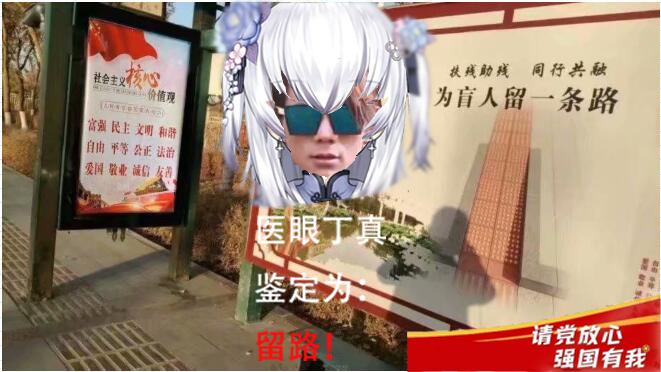 社会主义核心
价值观
富强 民主 文明 和谐
自由 平等 公正 法治
爱国 敬业 诚信 友善
扶残助残 同行共融
为盲人留一条路
医眼丁真
鉴定为:
留路!
请党放心
强国有我